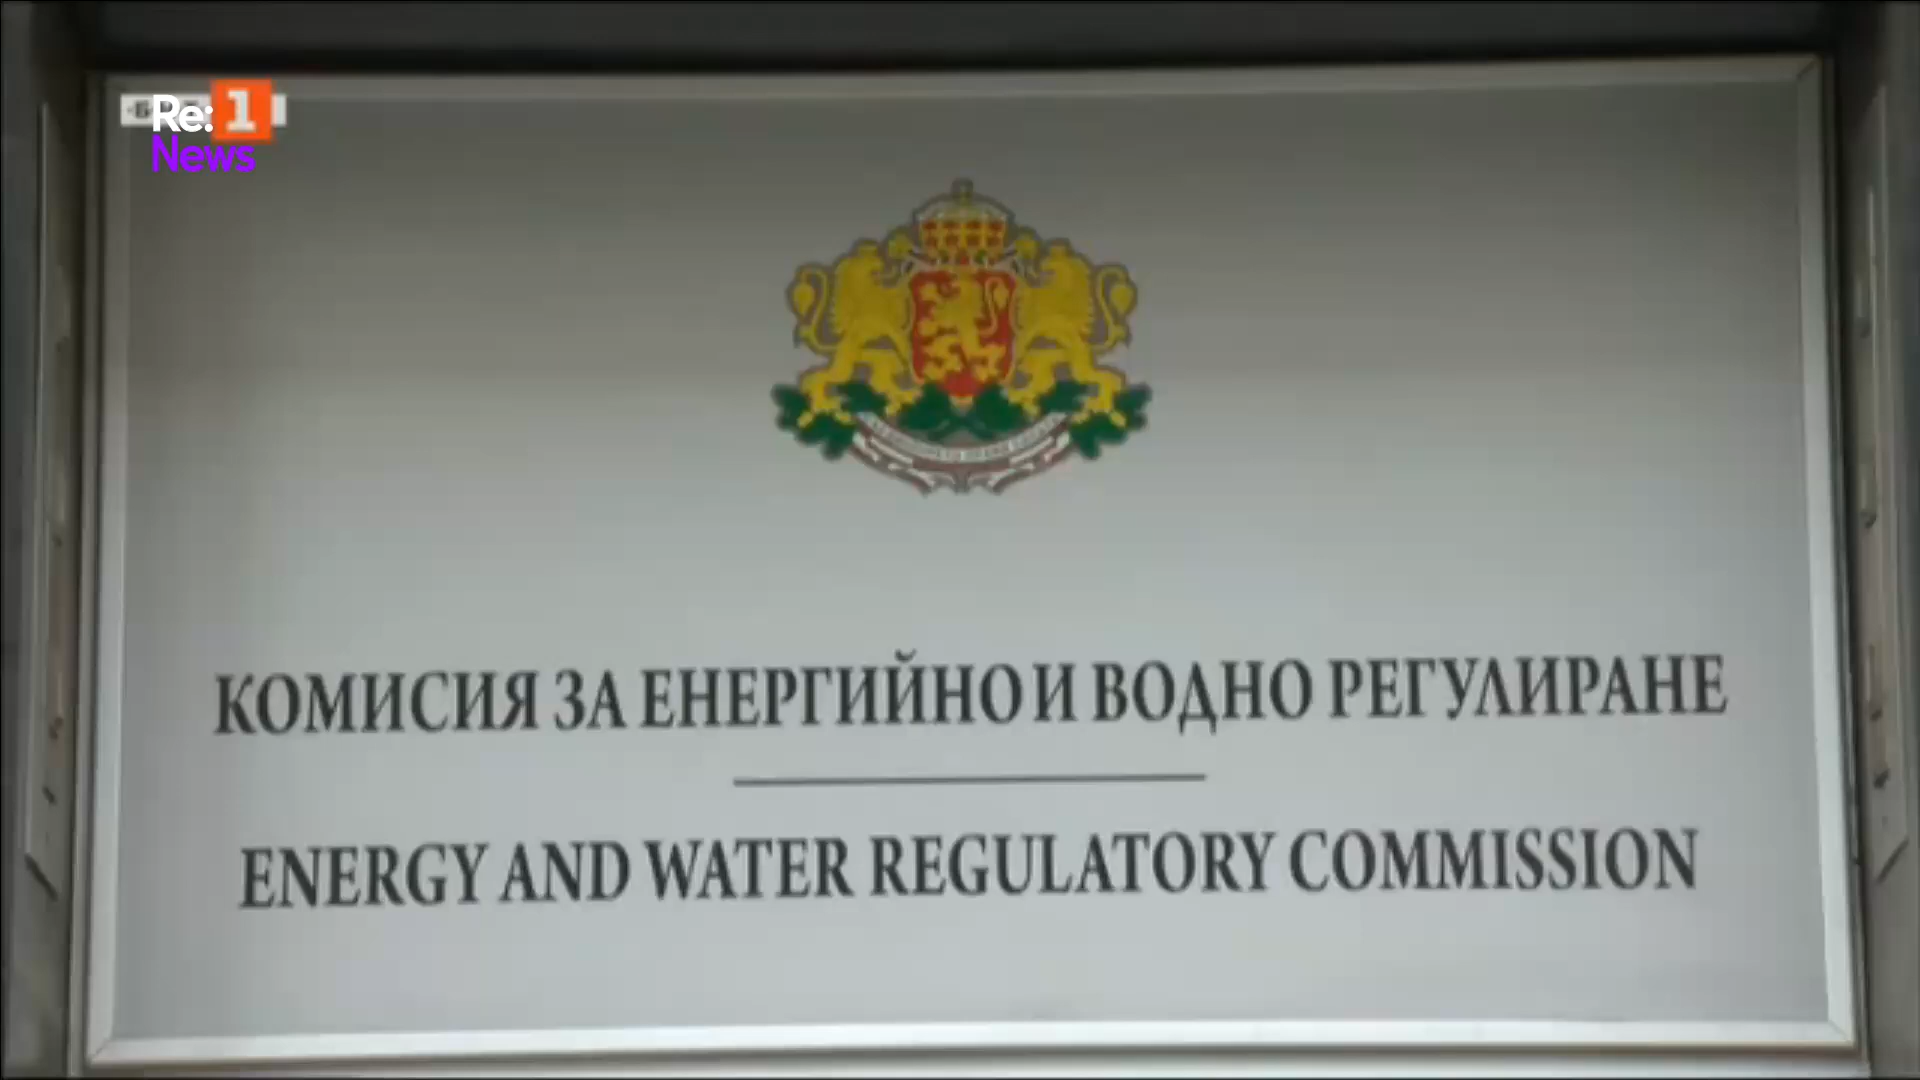 Re: 1
News
КОМИСИЯ ЗА ЕНЕРГИЙНО И ВОДНО РЕГУЛИРАНЕ
ENERGY AND WATER REGULATORY COMMISSION